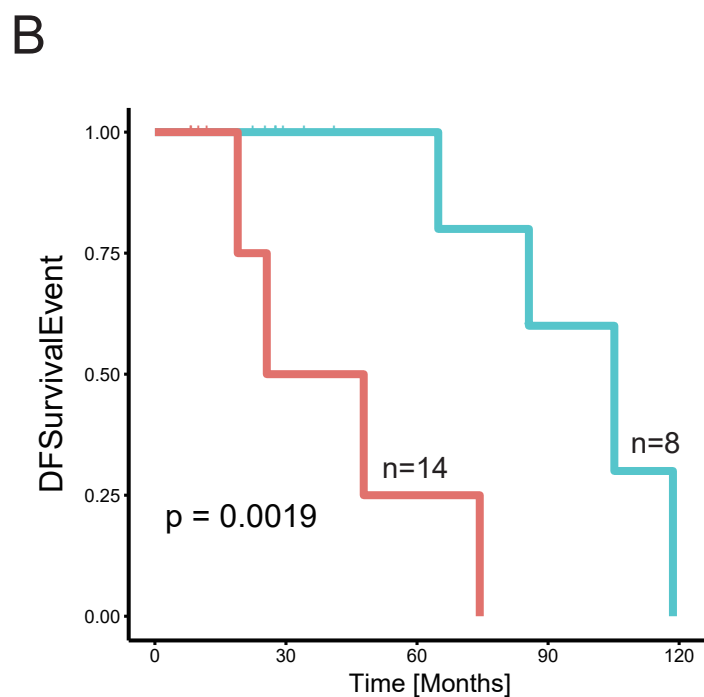 B
DFSurvivalEvent
1.00
0.75
0.50
0.25
0.00
n=8
n=14
p = 0.0019
0 30 60 90 120
Time [Months]